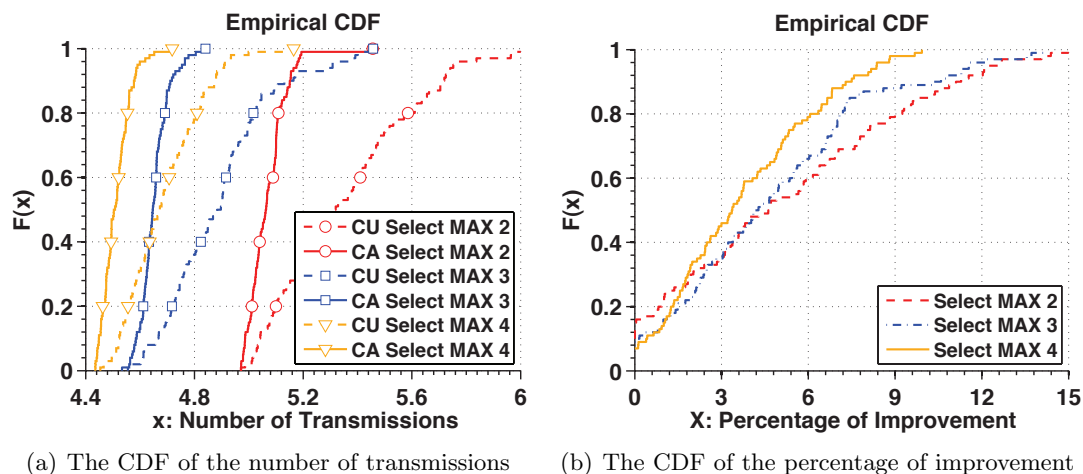 Empirical CDF
F(x)
1
0.8
0.6
0.4
0.2
0
4.4
4.8
5.2
5.6
6
x: Number of Transmissions
CU Select MAX 2
CA Select MAX 2
CU Select MAX 3
CA Select MAX 3
CU Select MAX 4
CA Select MAX 4
(a) The CDF of the number of transmissions
Empirical CDF
F(x)
1
0.8
0.6
0.4
0.2
0
0
3
6
9
12
15
X: Percentage of Improvement
Select MAX 2
Select MAX 3
Select MAX 4
(b) The CDF of the percentage of improvement